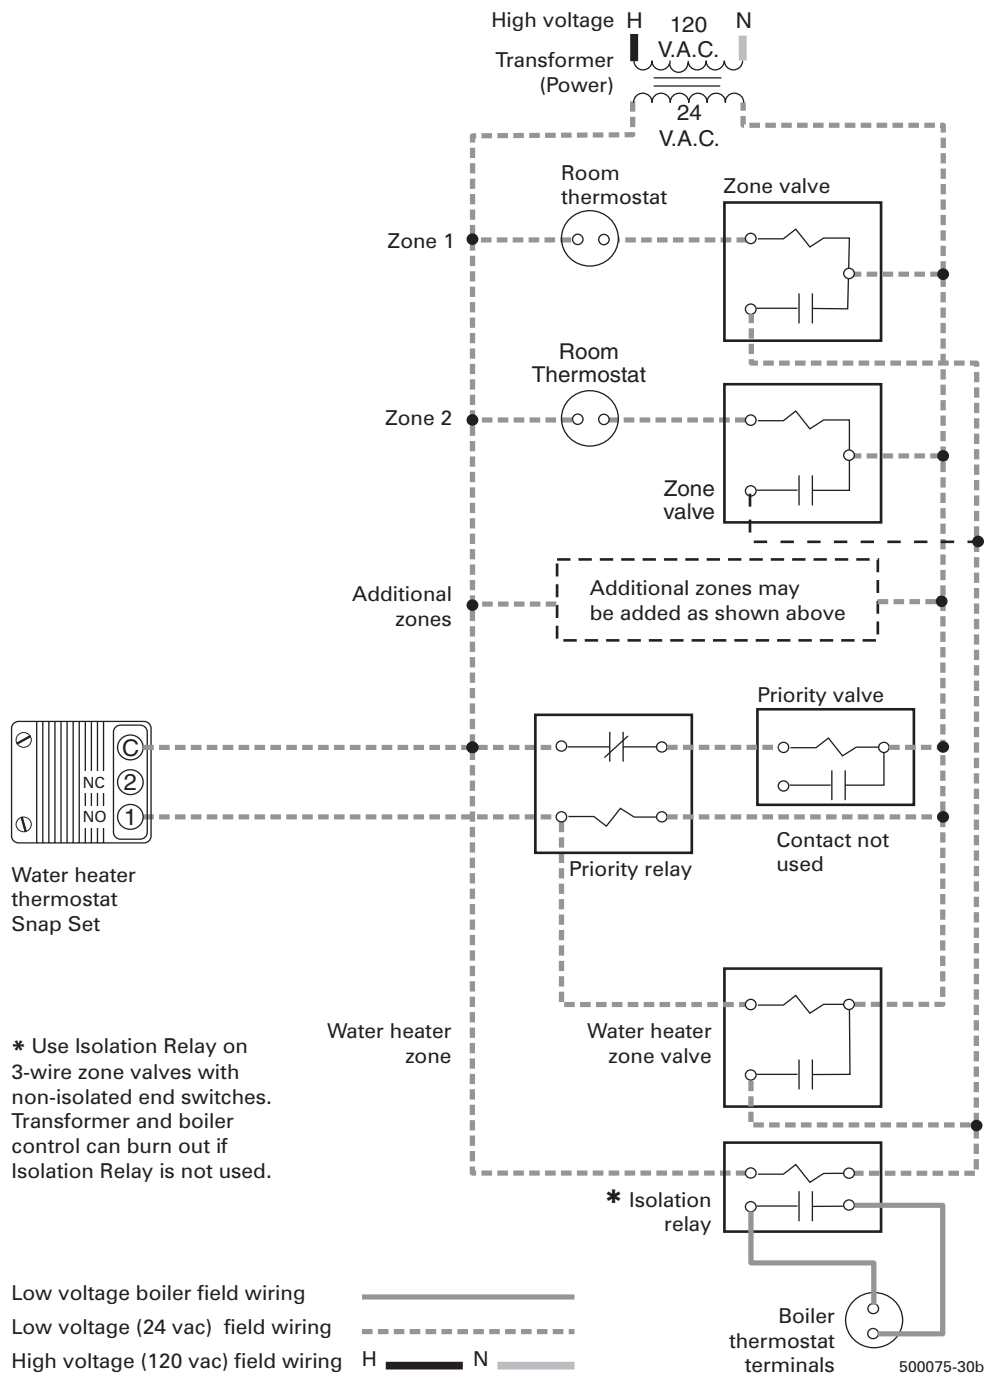 High voltage H 120 N
V.A.C.
Transformer
(Power)
24
V.A.C.
Room
thermostat
Zone valve
Zone 1
Room
Thermostat
Zone 2
Zone
valve
Additional
zones
Additional zones may
be added as shown above
Priority valve
C
NC 2
NO 1
Contact not
used
Priority relay
Water heater
thermostat
Snap Set
Water heater
zone
Water heater
zone valve
* Use Isolation Relay on
3-wire zone valves with
non-isolated end switches.
Transformer and boiler
control can burn out if
Isolation Relay is not used.
* Isolation
relay
Low voltage boiler field wiring
Low voltage (24 vac) field wiring
High voltage (120 vac) field wiring H N
Boiler
thermostat
terminals
500075-30b